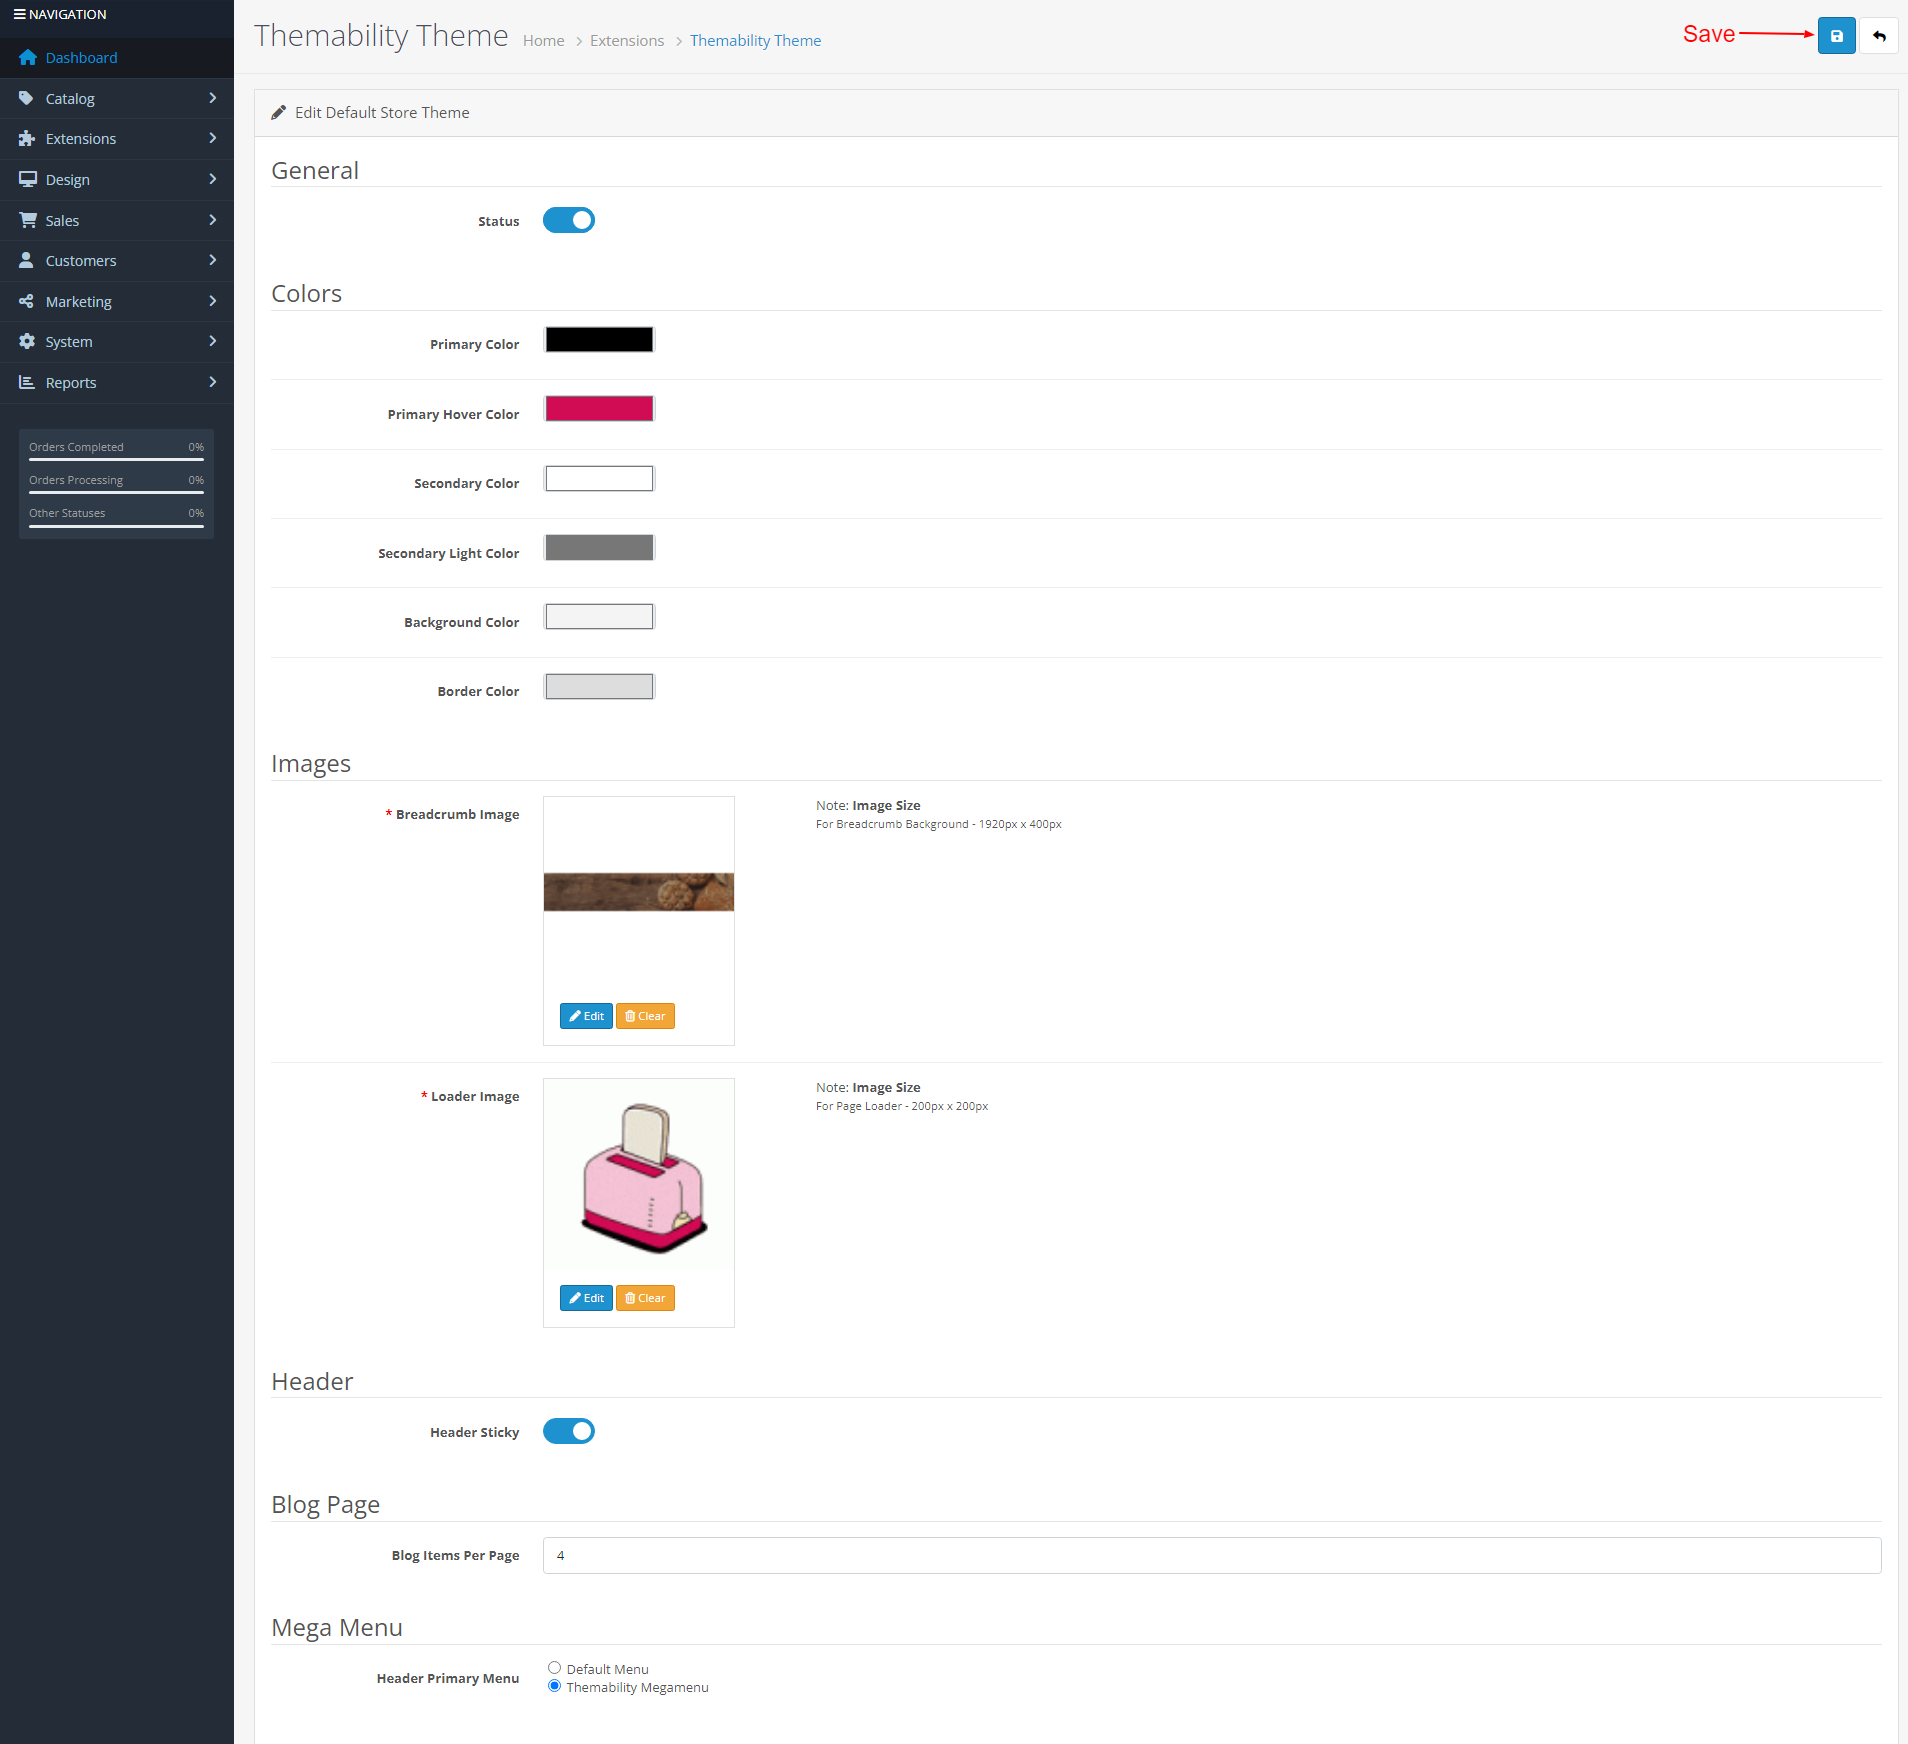 NAVIGATION
Dashboard
Catalog
Extensions
Design
Sales
Customers
Marketing
System
Reports
Orders Completed 0%
Orders Processing 0%
Other Statuses 0%
Themability Theme Home > Extensions > Themability Theme
Save
Edit Default Store Theme
General
Status
Colors
Primary Color
Primary Hover Color
Secondary Color
Secondary Light Color
Background Color
Border Color
Images
* Breadcrumb Image
Note: Image Size
For Breadcrumb Background - 1920px x 400px
Edit Clear
* Loader Image
Note: Image Size
For Page Loader - 200px x 200px
Edit Clear
Header
Header Sticky
Blog Page
Blog Items Per Page 4
Mega Menu
Header Primary Menu
Default Menu
Themability Megamenu